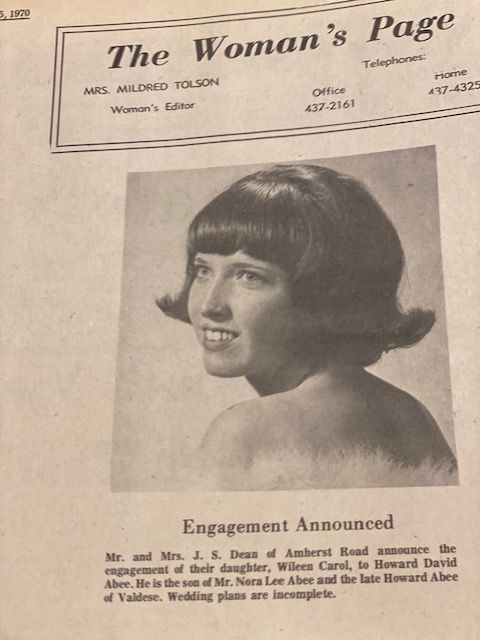 5, 1970
The Woman's Page
Telephones:
MRS. MILDRED TOLSON
Woman's Editor
Office
437-2161
Home
437-4325
Engagement Announced
Mr. and Mrs. J. S. Dean of Amherst Road announce the
engagement of their daughter, Wileen Carol, to Howard David
Abee. He is the son of Mr. Nora Lee Abee and the late Howard Abee
of Valdese. Wedding plans are incomplete.